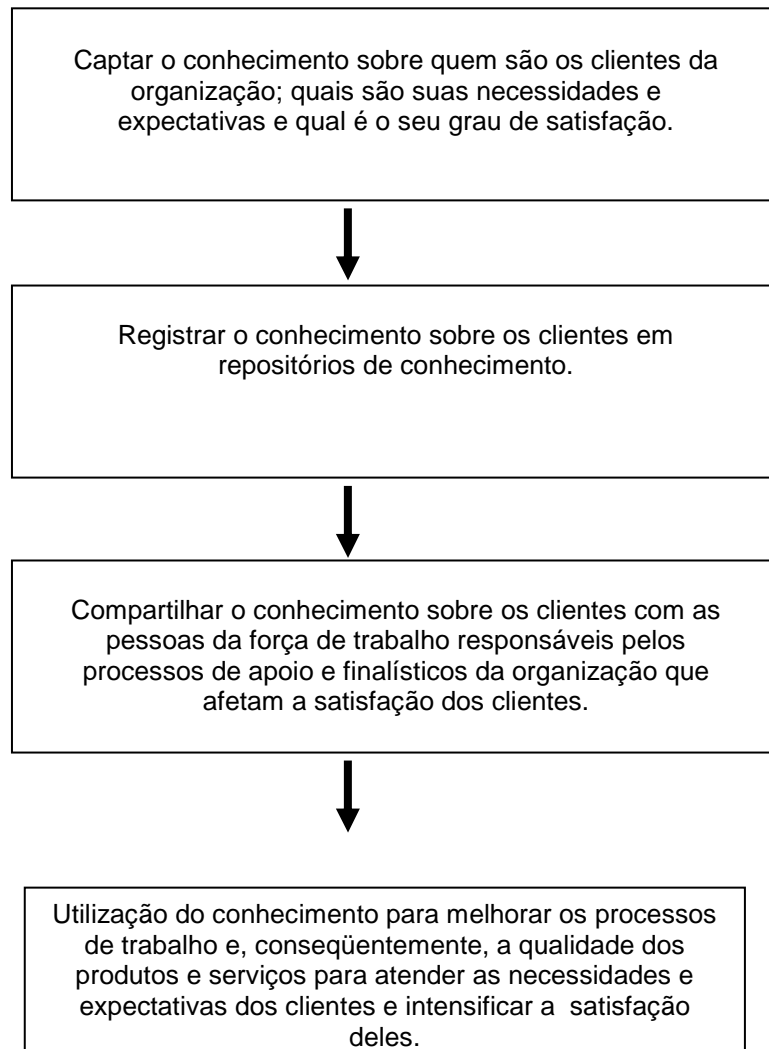 Captar o conhecimento sobre quem são os clientes da
organização; quais são suas necessidades e
expectativas e qual é o seu grau de satisfação.
Registrar o conhecimento sobre os clientes em
repositórios de conhecimento.
Compartilhar o conhecimento sobre os clientes com as
pessoas da força de trabalho responsáveis pelos
processos de apoio e finalísticos da organização que
afetam a satisfação dos clientes.
Utilização do conhecimento para melhorar os processos
de trabalho e, conseqüentemente, a qualidade dos
produtos e serviços para atender as necessidades e
expectativas dos clientes e intensificar a satisfação
deles.